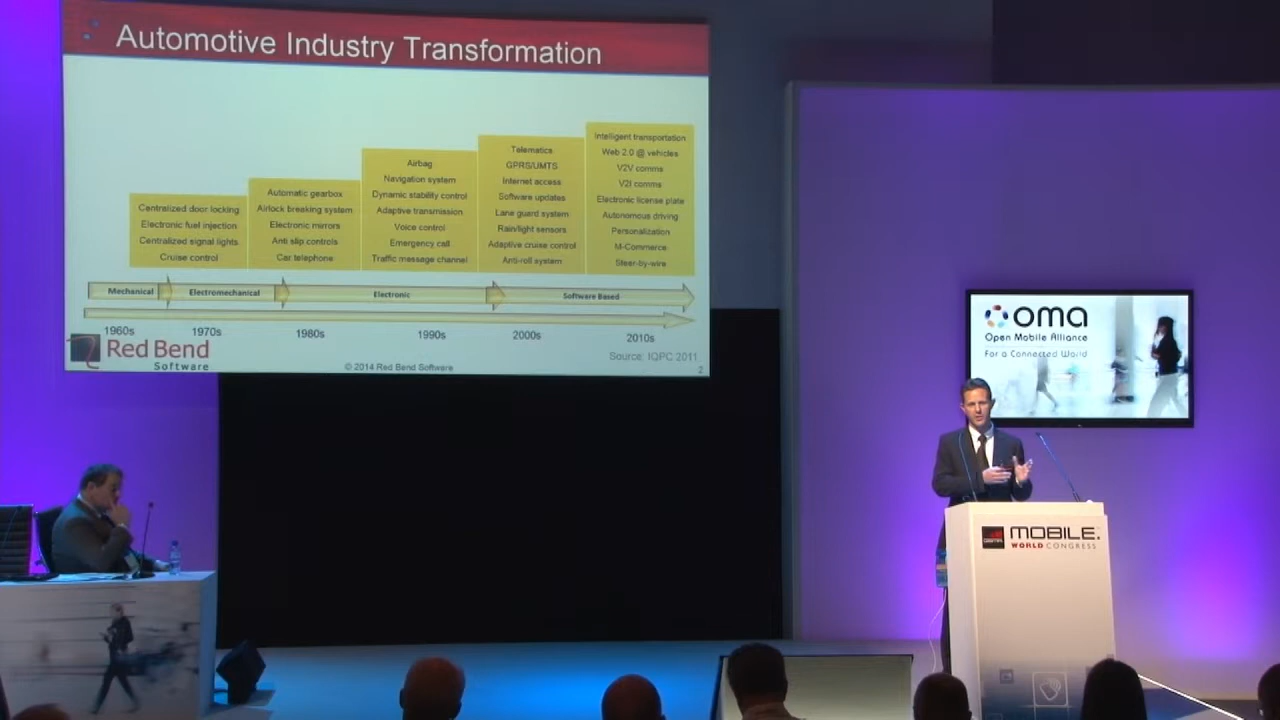 Automotive Industry Transformation
Centralized door locking
Electronic fuel injection
Centralized signal lights
Cruise control
Automatic gearbox
Airlock breaking system
Electronic mirrors
Anti slip controls
Car telephone
Airbag
Navigation system
Dynamic stability control
Adaptive transmission
Voice control
Emergency call
Traffic message channel
Telematics
GPRS/UMTS
Internet access
Software updates
Lane guard system
Rain/light sensors
Adaptive cruise control
Anti-roll system
Intelligent transportation
Web 2.0 @ vehicles
V2V comms
V2I comms
Electronic license plate
Autonomous driving
Personalization
M-Commerce
Steer-by-wire
Mechanical
Electromechanical
Electronic
Software Based
1960s
1970s
1980s
1990s
2000s
2010s
Red Bend
Software
© 2014 Red Bend Software
Source: IQPC 2011
2
oma
Open Mobile Alliance
For a Connected World
MOBILE
WORLD CONGRESS